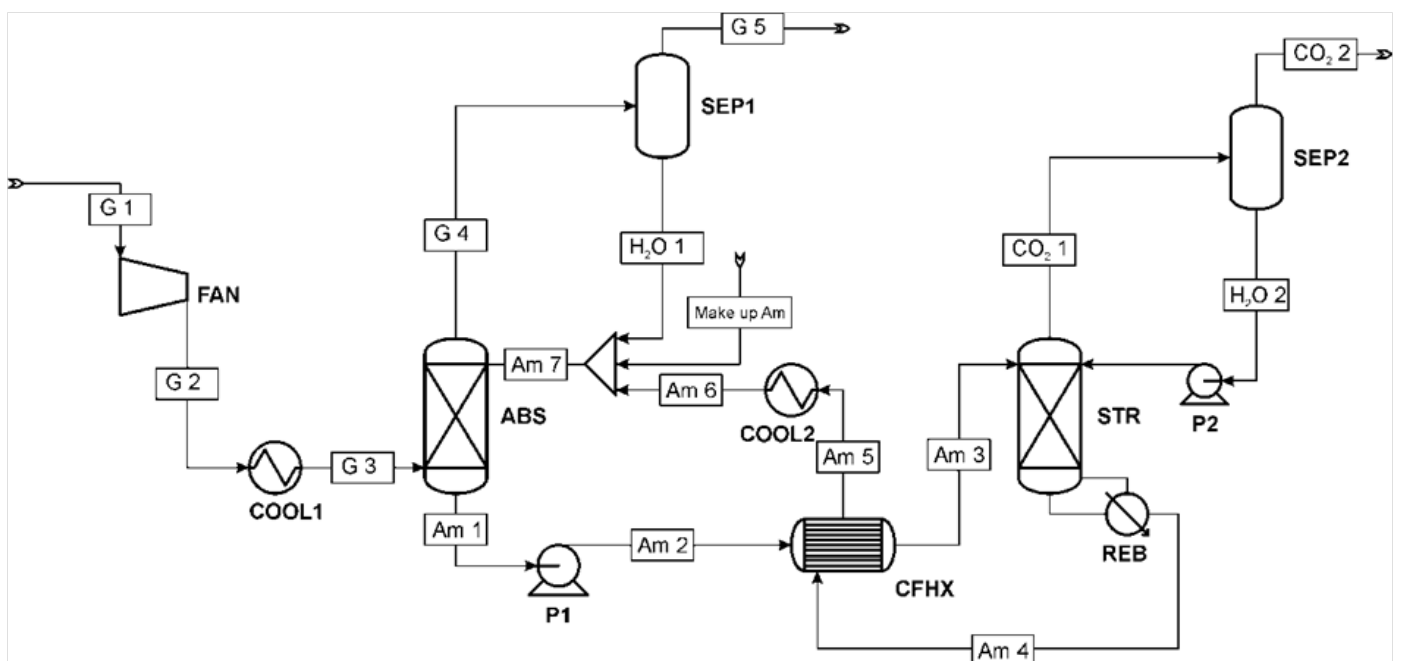 G 5
CO₂ 2
SEP1
SEP2
G 1
G 4
H₂O 1
CO₂ 1
FAN
H₂O 2
Make up Am
Am 7
G 2
Am 6
ABS
COOL2
STR
P2
Am 5
Am 3
G 3
COOL1
Am 1
Am 2
REB
CFHX
P1
Am 4